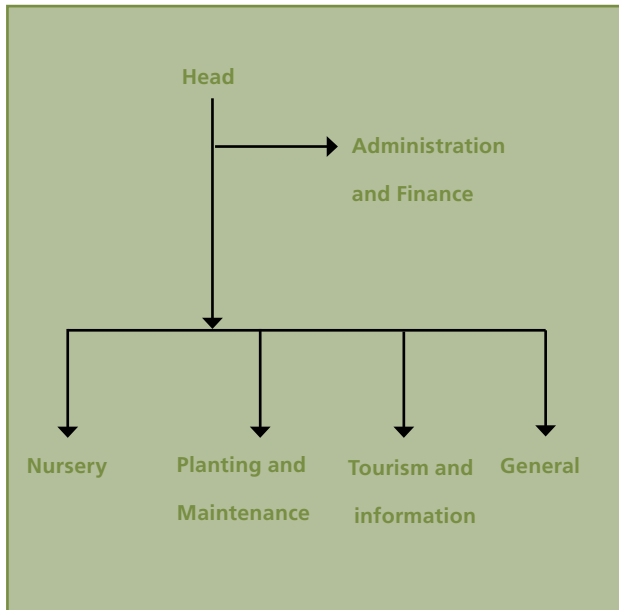 Head
Administration
and Finance
Nursery
Planting and
Maintenance
Tourism and
information
General